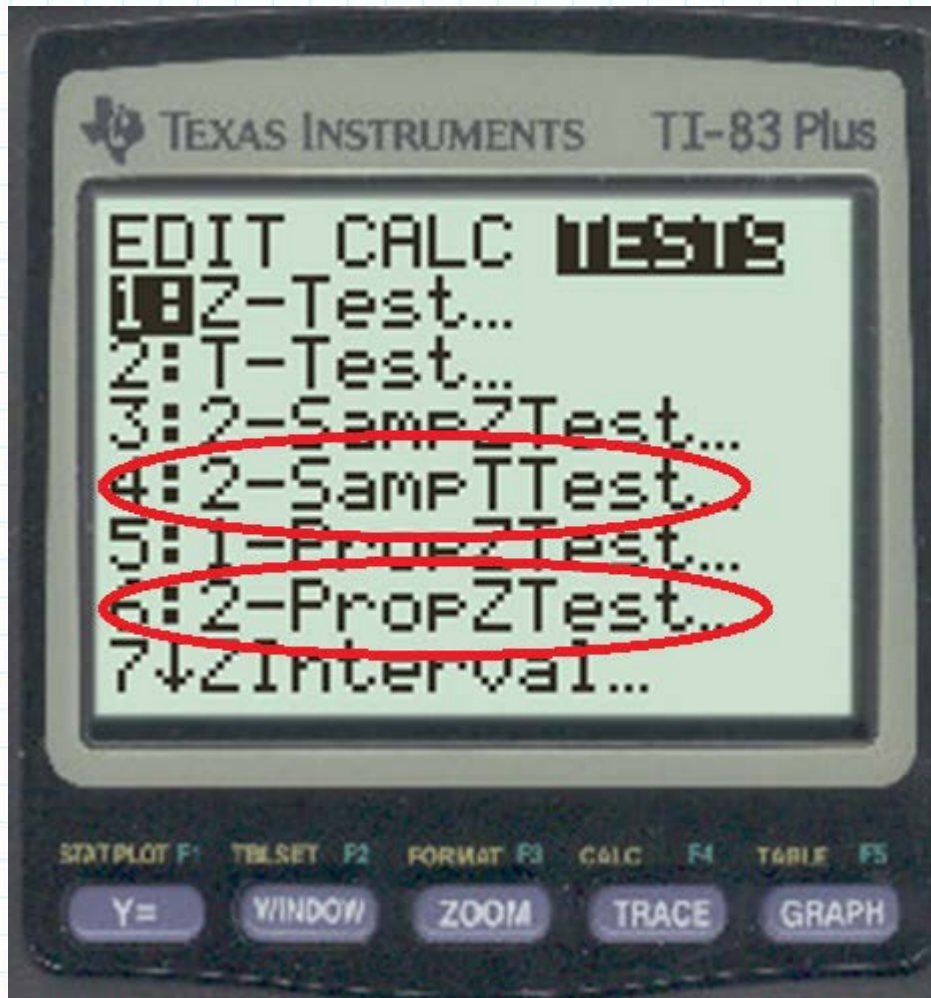 TEXAS INSTRUMENTS TI-83 Plus
EDIT CALC TESTS
1:Z-Test…
2:T-Test…
3:2-SampZTest…
4:2-SampTTest…
5:1-PropZTest…
6:2-PropZTest…
7↓ZInterval…
STAT PLOT F1 TBLSET F2 FORMAT F3 CALC F4 TABLE F5
Y= WINDOW ZOOM TRACE GRAPH